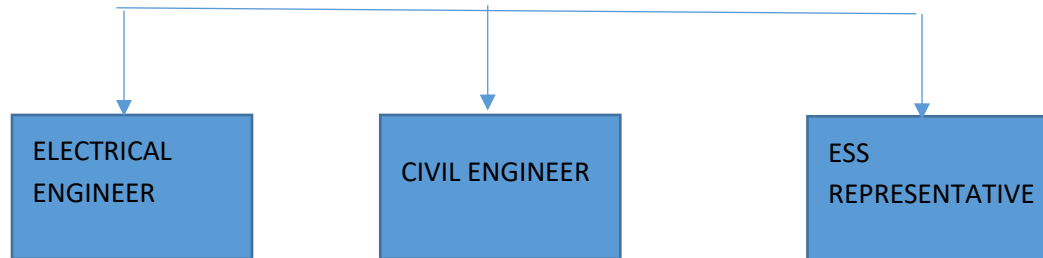 ELECTRICAL
ENGINEER
CIVIL ENGINEER
ESS
REPRESENTATIVE